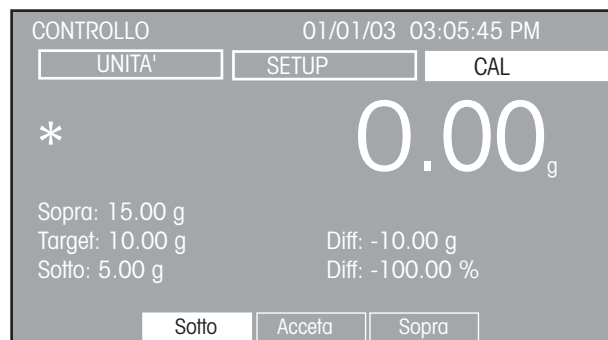 CONTROLLO 01/01/03 03:05:45 PM
UNITA' SETUP CAL
* 0.00 g
Sopra: 15.00 g
Target: 10.00 g Diff: -10.00 g
Sotto: 5.00 g Diff: -100.00 %
Sotto Acceta Sopra